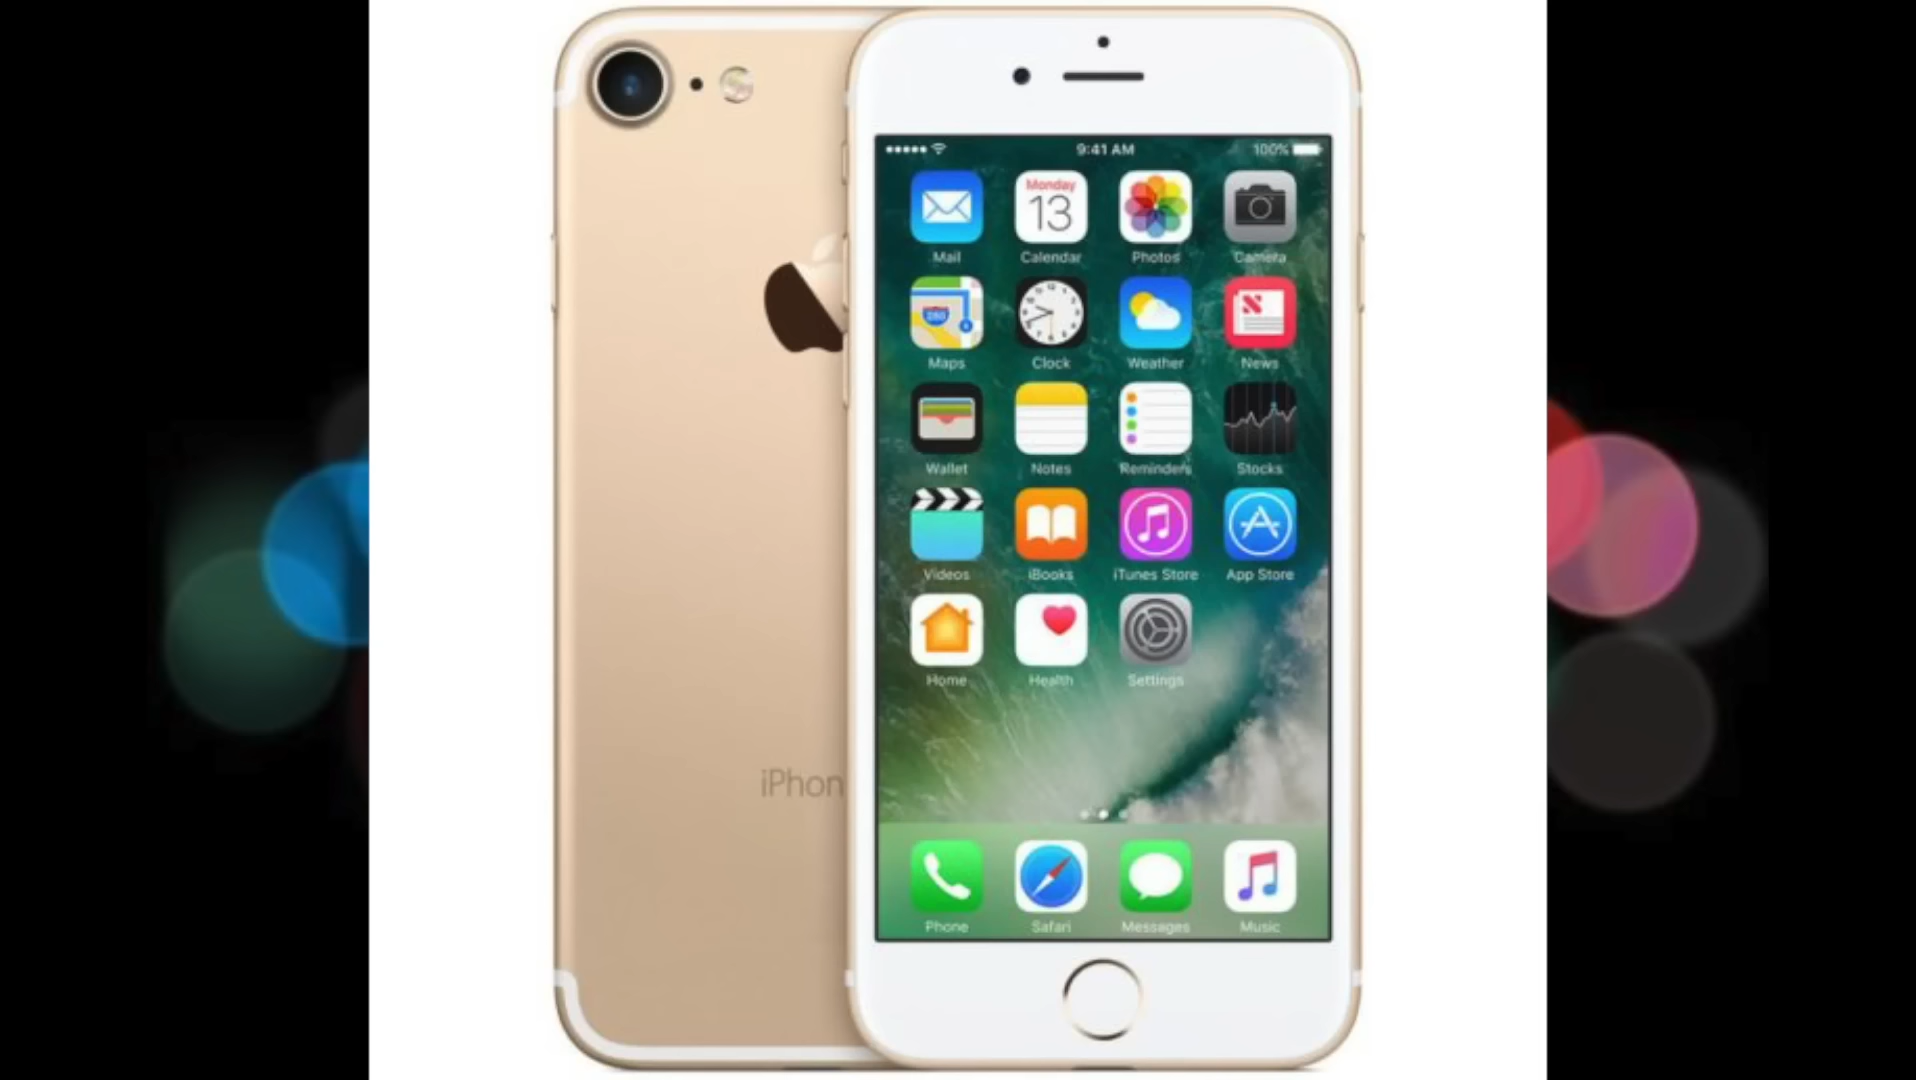 9:41 AM 100%
Monday
13
Mail Calendar Photos Camera
280
Maps Clock Weather News
Wallet Notes Reminders Stocks
Videos iBooks iTunes Store App Store
Home Health Settings
iPhon
Phone Safari Messages Music